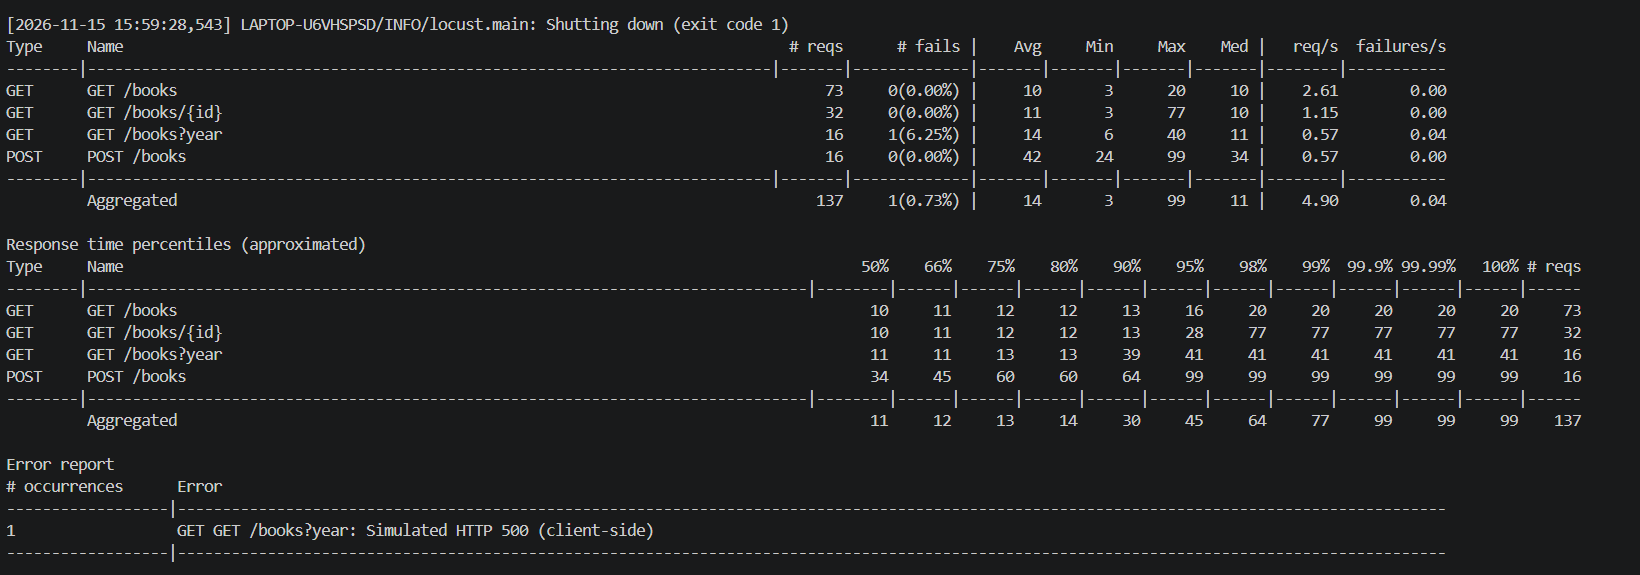 [2026-11-15 15:59:28,543] LAPTOP-U6VHSPSD/INFO/locust.main: Shutting down (exit code 1)
Type     Name                                                                          # reqs      # fails |    Avg     Min     Max    Med |   req/s  failures/s
--------|----------------------------------------------------------------------------|-------|-------------|-------|-------|-------|-------|--------|-----------
GET      GET /books                                                                        73     0(0.00%) |     10       3      20     10 |    2.61        0.00
GET      GET /books/{id}                                                                   32     0(0.00%) |     11       3      77     10 |    1.15        0.00
GET      GET /books?year                                                                   16     1(6.25%) |     14       6      40     11 |    0.57        0.04
POST     POST /books                                                                       16     0(0.00%) |     42      24      99     34 |    0.57        0.00
--------|----------------------------------------------------------------------------|-------|-------------|-------|-------|-------|-------|--------|-----------
         Aggregated                                                                       137     1(0.73%) |     14       3      99     11 |    4.90        0.04
Response time percentiles (approximated)
Type     Name                                                                                  50%    66%    75%    80%    90%    95%    98%    99%  99.9% 99.99%   100% # reqs
--------|--------------------------------------------------------------------------------|--------|------|------|------|------|------|------|------|------|------|------|------
GET      GET /books                                                                             10     11     12     12     13     16     20     20     20     20     20     73
GET      GET /books/{id}                                                                        10     11     12     12     13     28     77     77     77     77     77     32
GET      GET /books?year                                                                        11     11     13     13     39     41     41     41     41     41     41     16
POST     POST /books                                                                            34     45     60     60     64     99     99     99     99     99     99     16
--------|--------------------------------------------------------------------------------|--------|------|------|------|------|------|------|------|------|------|------|------
         Aggregated                                                                             11     12     13     14     30     45     64     77     99     99     99    137
Error report
# occurrences      Error
------------------|---------------------------------------------------------------------------------------------------------------------------------------------
1                  GET GET /books?year: Simulated HTTP 500 (client-side)
------------------|---------------------------------------------------------------------------------------------------------------------------------------------